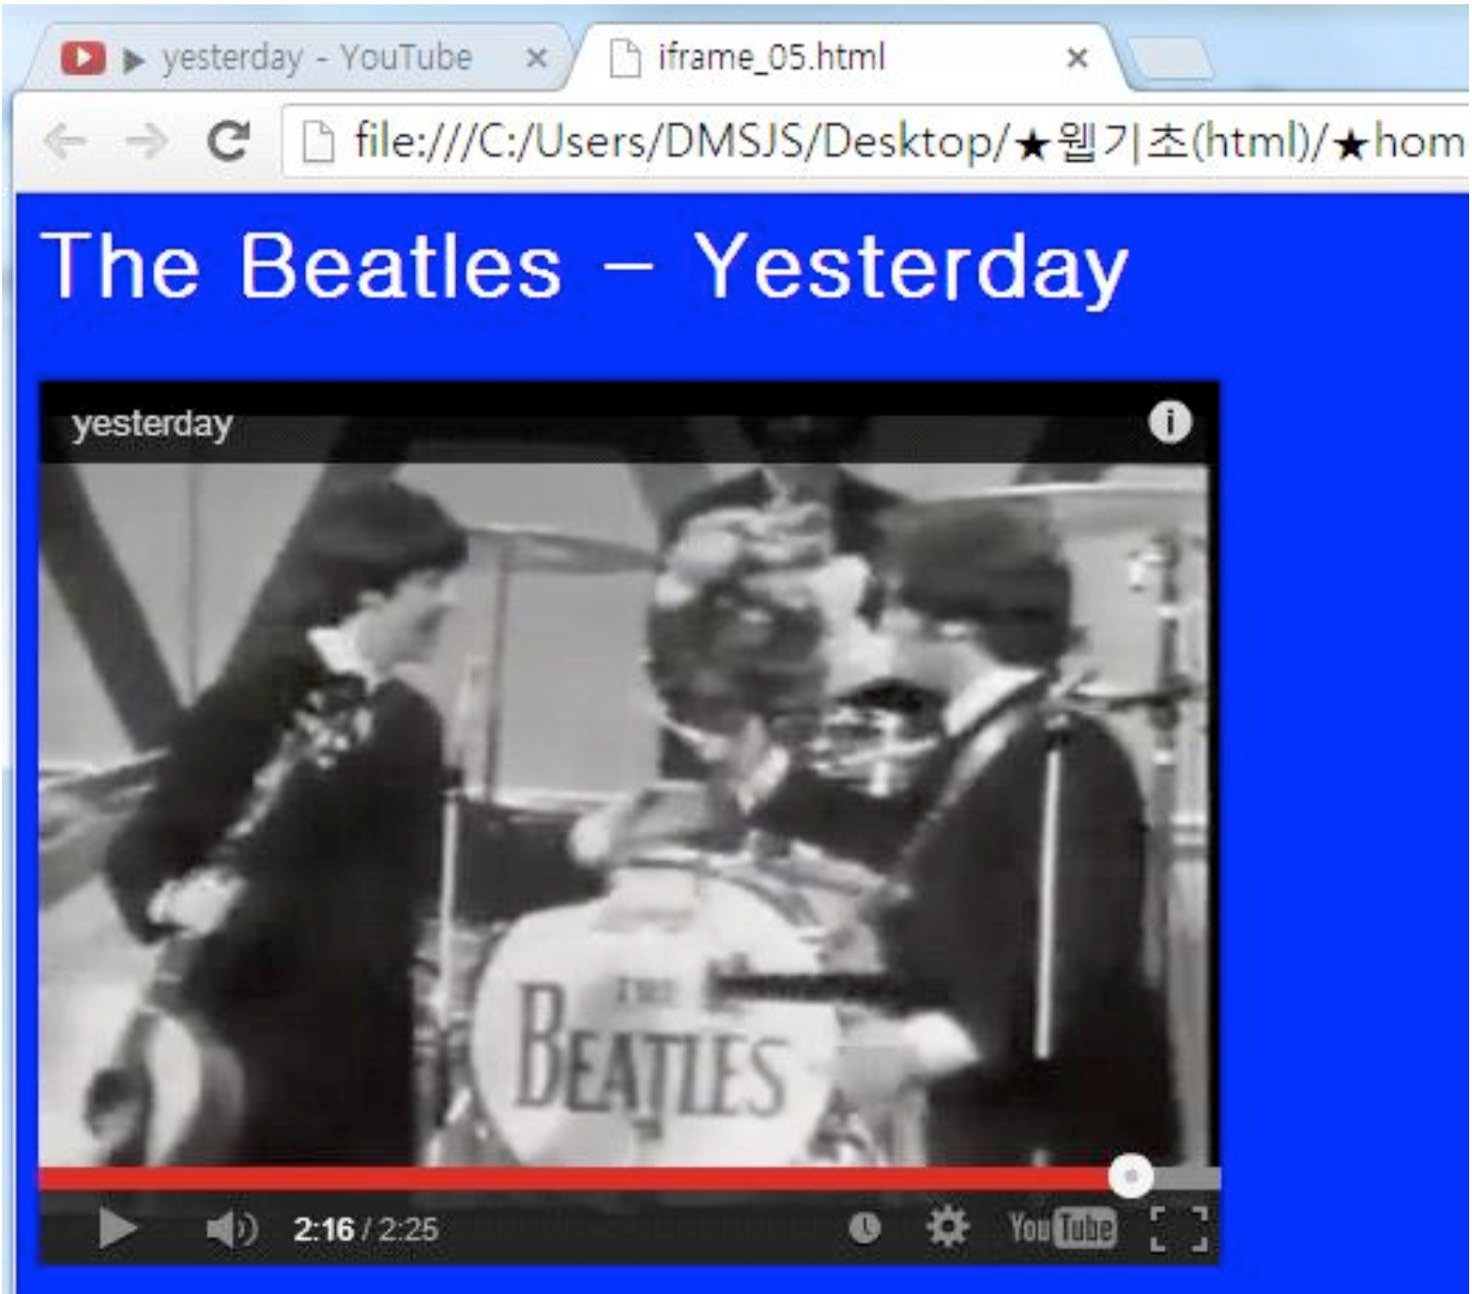 ▶ yesterday - YouTube
iframe_05.html
file:///C:/Users/DMSJS/Desktop/★웹기초(html)/★hom
The Beatles - Yesterday
yesterday
THE
BEATLES
2:16 / 2:25
YouTube